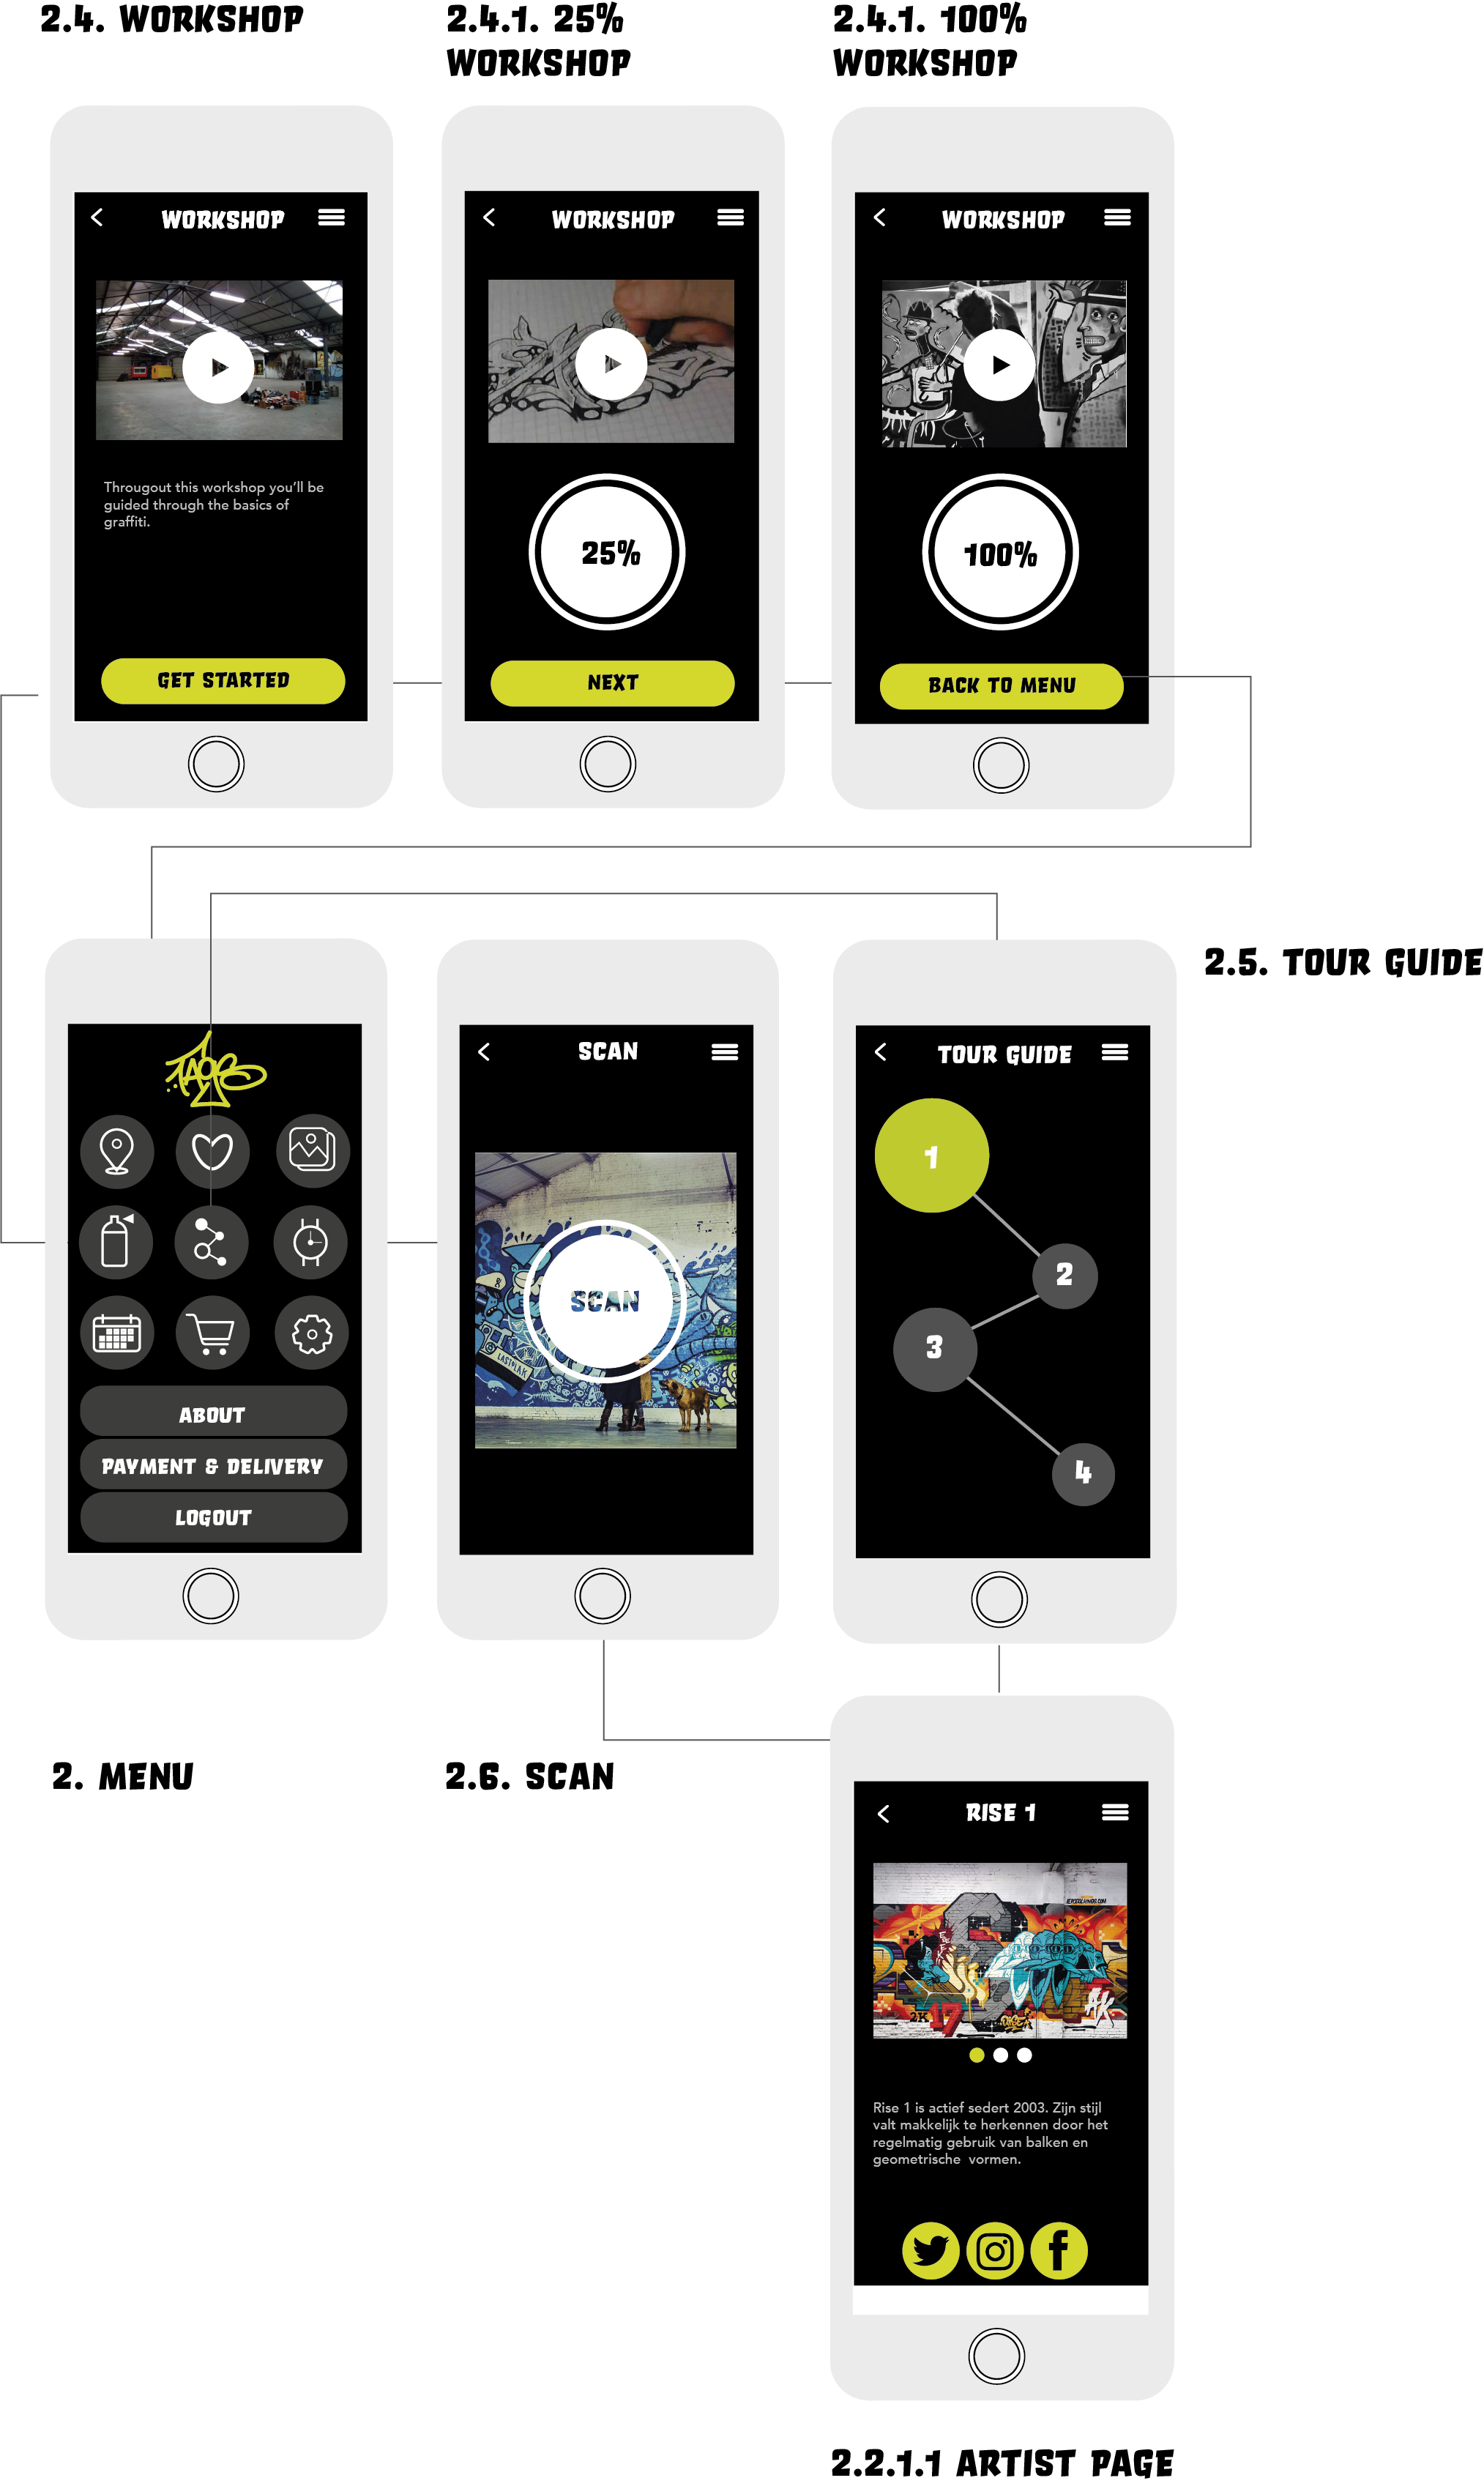 2.4. WORKSHOP
2.4.1. 25%
WORKSHOP
2.4.1. 100%
WORKSHOP
WORKSHOP
Througout this workshop you'll be
guided through the basics of
graffiti.
GET STARTED
WORKSHOP
25%
NEXT
WORKSHOP
100%
BACK TO MENU
ABOUT
PAYMENT & DELIVERY
LOGOUT
2. MENU
SCAN
LASTPLAK
SCAN
2.6. SCAN
2.5. TOUR GUIDE
TOUR GUIDE
1
2
3
4
RISE 1
2K
17
AK
Rise 1 is actief sedert 2003. Zijn stijl
valt makkelijk te herkennen door het
regelmatig gebruik van balken en
geometrische vormen.
2.2.1.1 ARTIST PAGE